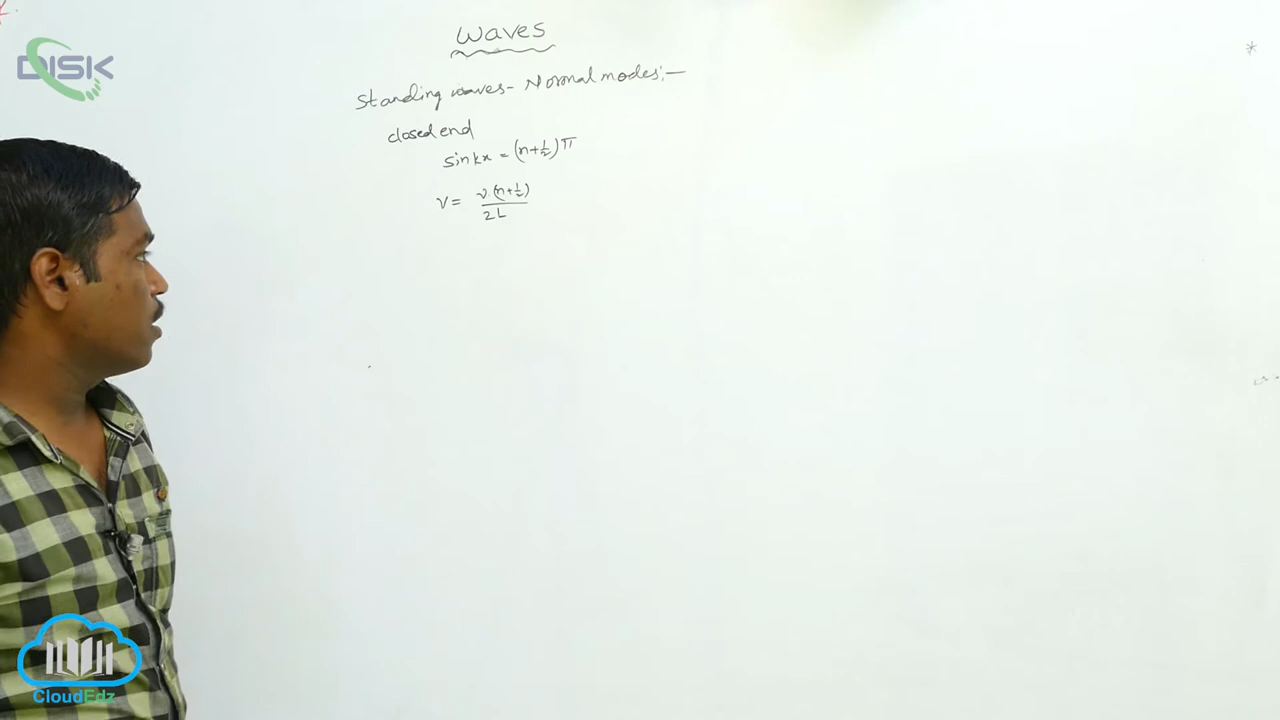 DISK
Waves
Standing waves - Normal modes:-
closed end
sin kx = (n+1/2)π
ν = v(n+1/2)/2L
CloudEdz